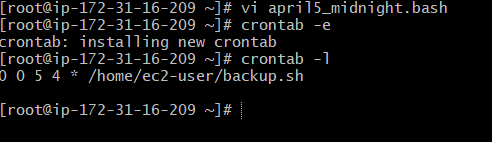 [root@ip-172-31-16-209 ~]# vi april5_midnight.bash
[root@ip-172-31-16-209 ~]# crontab -e
crontab: installing new crontab
[root@ip-172-31-16-209 ~]# crontab -l
0 0 5 4 * /home/ec2-user/backup.sh
[root@ip-172-31-16-209 ~]#